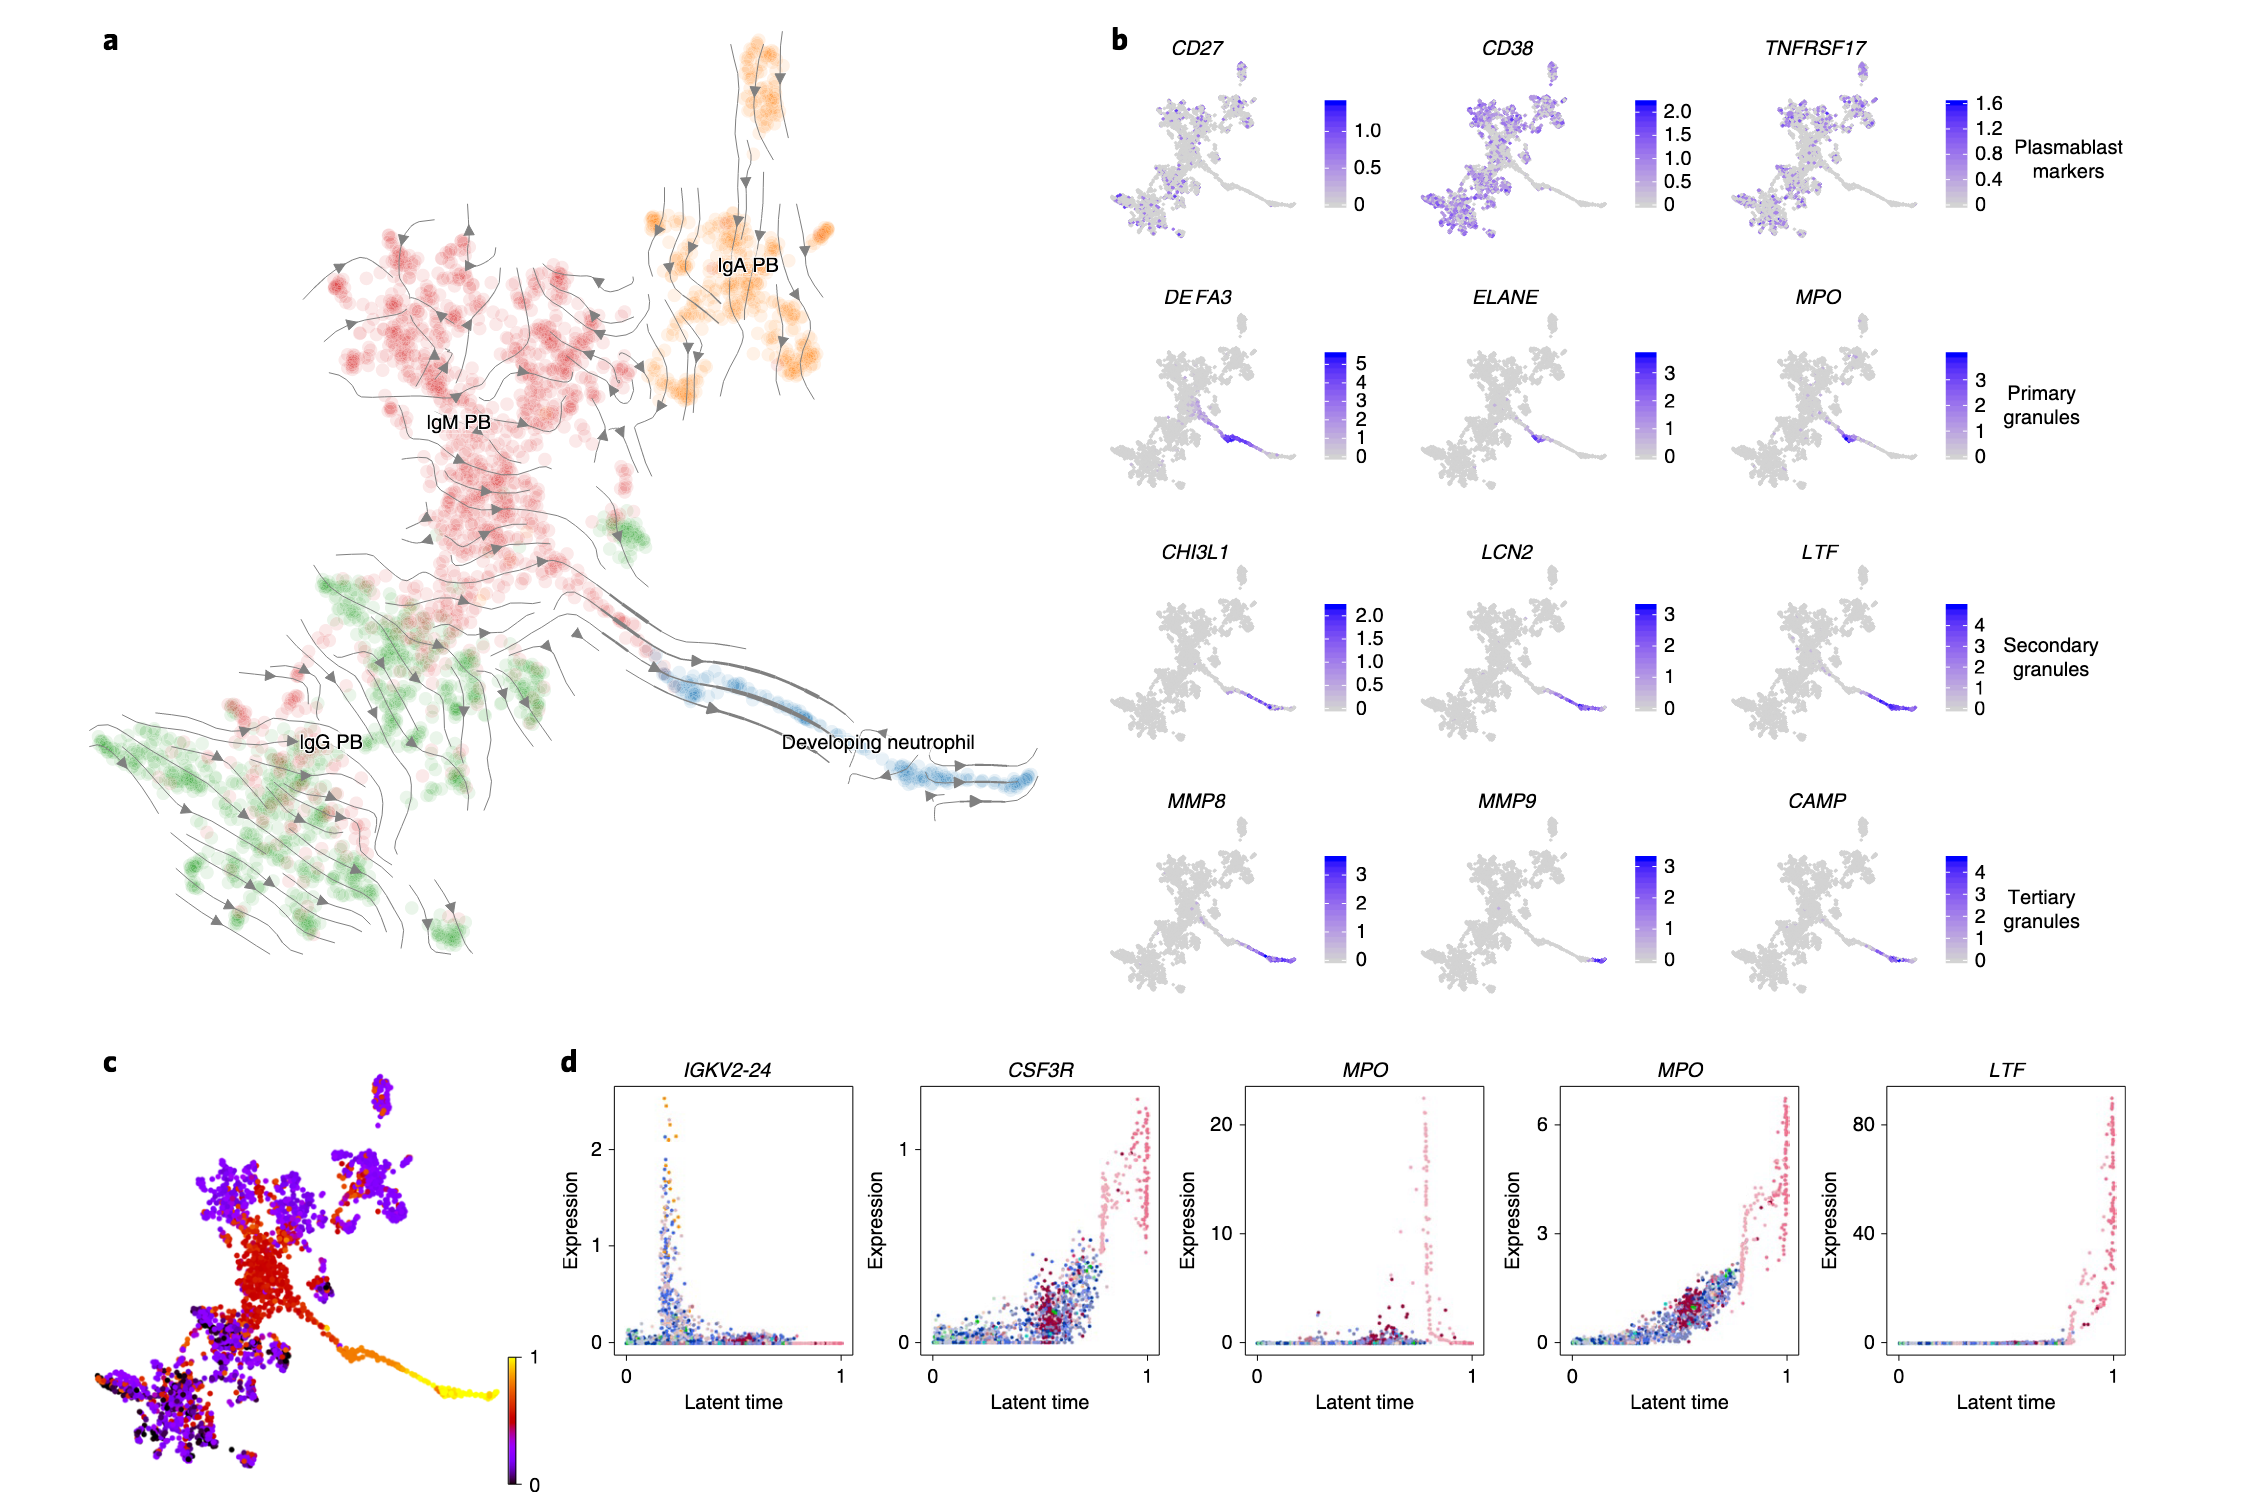 a
IgA PB
IgM PB
IgG PB
Developing neutrophil
b
CD27
CD38
TNFRSF17
1.0
0.5
0
2.0
1.5
1.0
0.5
0
1.6
1.2
0.8
0.4
0
Plasmablast
markers
DEFA3
ELANE
MPO
5
4
3
2
1
0
3
2
1
0
3
2
1
0
Primary
granules
CHI3L1
LCN2
LTF
2.0
1.5
1.0
0.5
0
3
2
1
0
4
3
2
1
0
Secondary
granules
MMP8
MMP9
CAMP
3
2
1
0
3
2
1
0
4
3
2
1
0
Tertiary
granules
c
1
0
d
IGKV2-24
Expression
2
1
0
0
1
Latent time
CSF3R
Expression
1
0
0
1
Latent time
MPO
Expression
20
10
0
0
1
Latent time
MPO
Expression
6
3
0
0
1
Latent time
LTF
Expression
80
40
0
0
1
Latent time